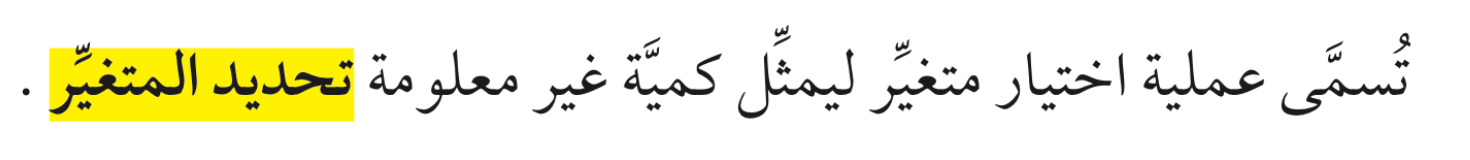 تُسمَّى عملية اختيار متغيِّر ليمثِّل كميَّة غير معلومة تحديد المتغيِّر .